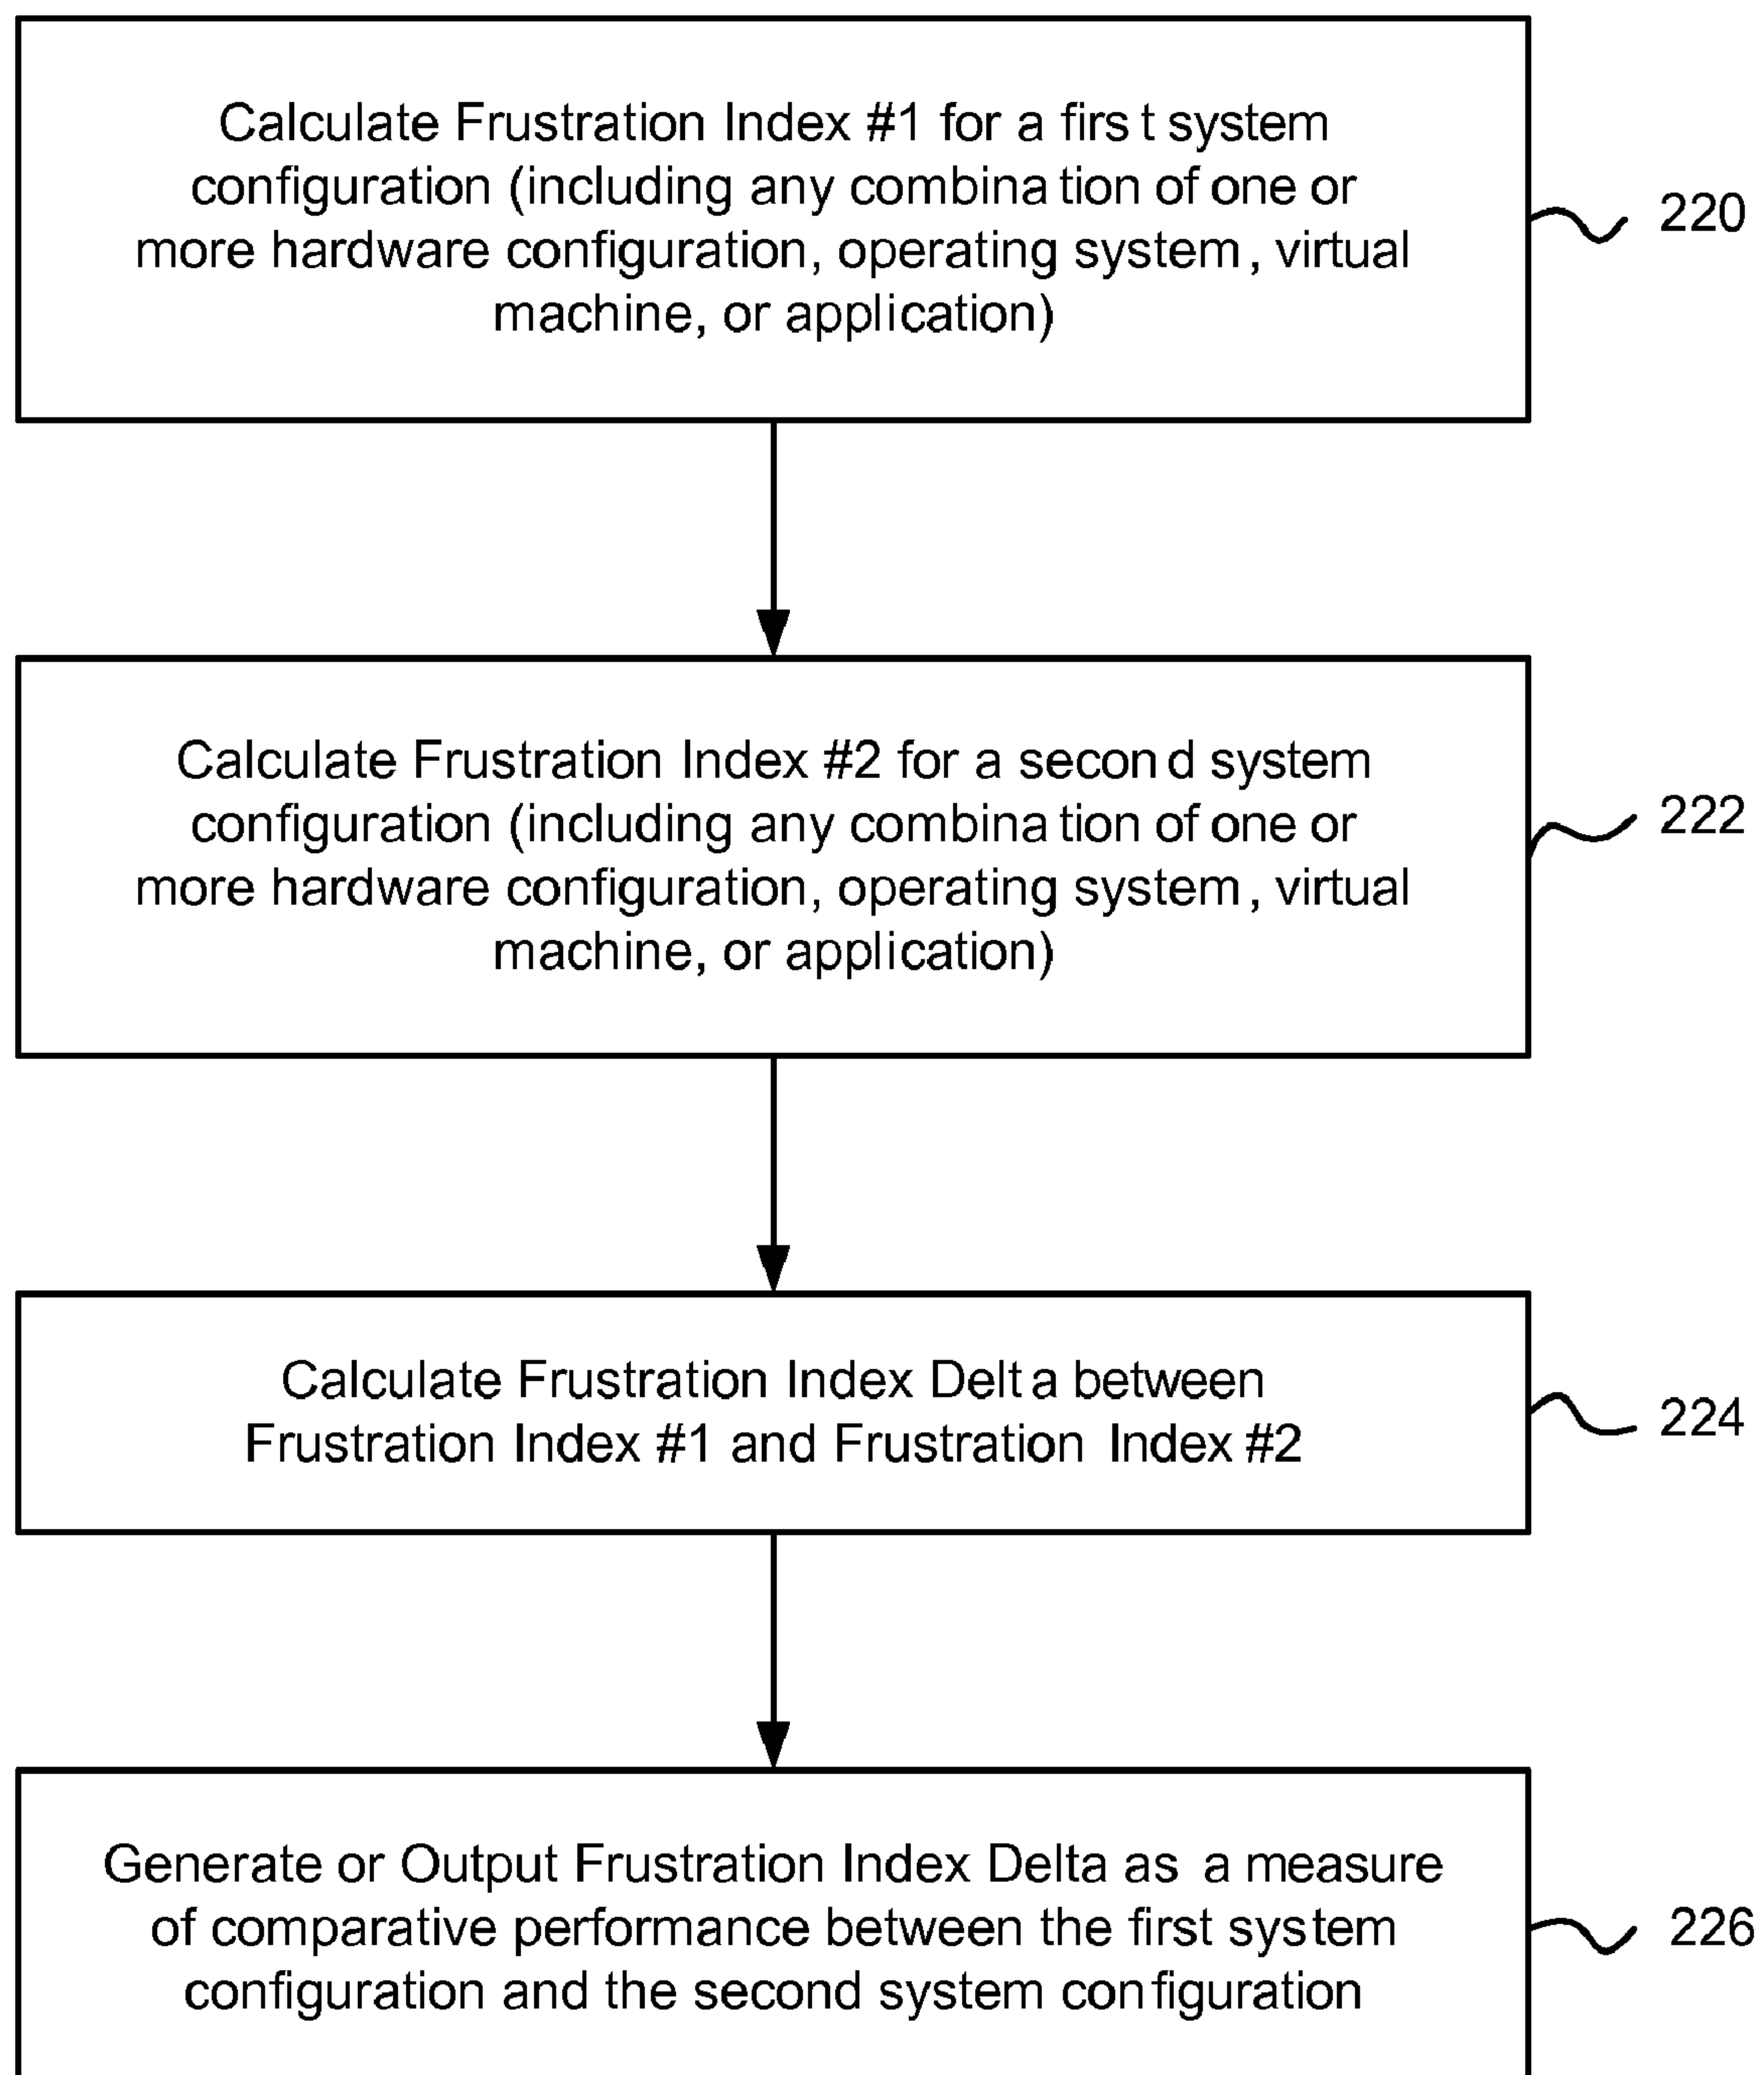 Calculate Frustration Index #1 for a first system
configuration (including any combination of one or
more hardware configuration, operating system, virtual
machine, or application)
220
Calculate Frustration Index #2 for a second system
configuration (including any combination of one or
more hardware configuration, operating system, virtual
machine, or application)
222
Calculate Frustration Index Delta between
Frustration Index #1 and Frustration Index #2
224
Generate or Output Frustration Index Delta as a measure
of comparative performance between the first system
configuration and the second system configuration
226